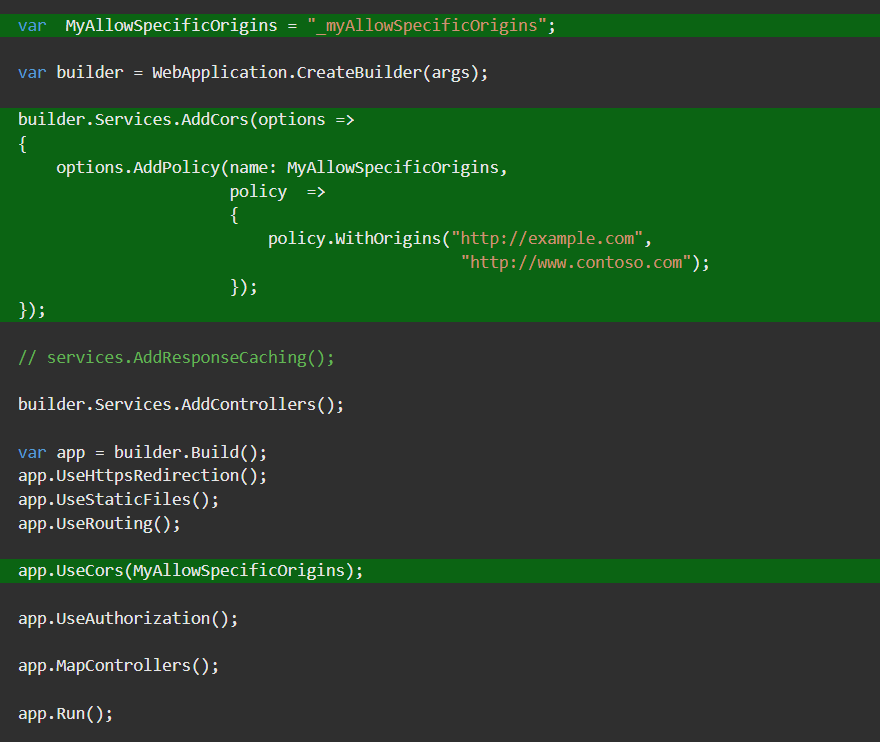 var  MyAllowSpecificOrigins = "_myAllowSpecificOrigins";
var builder = WebApplication.CreateBuilder(args);
builder.Services.AddCors(options =>
{
    options.AddPolicy(name: MyAllowSpecificOrigins,
                      policy  =>
                      {
                          policy.WithOrigins("http://example.com",
                                              "http://www.contoso.com");
                      });
});
// services.AddResponseCaching();
builder.Services.AddControllers();
var app = builder.Build();
app.UseHttpsRedirection();
app.UseStaticFiles();
app.UseRouting();
app.UseCors(MyAllowSpecificOrigins);
app.UseAuthorization();
app.MapControllers();
app.Run();